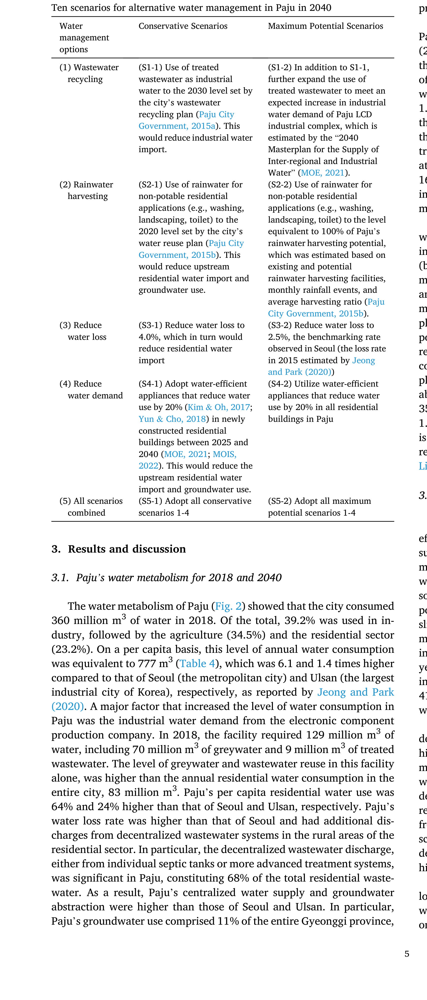 Ten scenarios for alternative water management in Paju in 2040
Water
management
options
Conservative Scenarios
Maximum Potential Scenarios
(1) Wastewater
recycling
(S1-1) Use of treated
wastewater as industrial
water to the 2030 level set by
the city’s wastewater
recycling plan (Paju City
Government, 2015a). This
would reduce industrial water
import.
(S1-2) In addition to S1-1,
further expand the use of
treated wastewater to meet an
expected increase in industrial
water demand of Paju LCD
industrial complex, which is
estimated by the “2040
Masterplan for the Supply of
Inter-regional and Industrial
Water” (MOE, 2021).
(2) Rainwater
harvesting
(S2-1) Use of rainwater for
non-potable residential
applications (e.g., washing,
landscaping, toilet) to the
2020 level set by the city’s
water reuse plan (Paju City
Government, 2015b). This
would reduce upstream
residential water import and
groundwater use.
(S2-2) Use of rainwater for
non-potable residential
applications (e.g., washing,
landscaping, toilet) to the level
equivalent to 100% of Paju’s
rainwater harvesting potential,
which was estimated based on
existing and potential
rainwater harvesting facilities,
monthly rainfall events, and
average harvesting ratio (Paju
City Government, 2015b).
(3) Reduce
water loss
(S3-1) Reduce water loss to
4.0%, which in turn would
reduce residential water
import
(S3-2) Reduce water loss to
2.5%, the benchmarking rate
observed in Seoul (the loss rate
in 2015 estimated by Jeong
and Park (2020))
(4) Reduce
water demand
(S4-1) Adopt water-efficient
appliances that reduce water
use by 20% (Kim & Oh, 2017;
Yun & Cho, 2018) in newly
constructed residential
buildings between 2025 and
2040 (MOE, 2021; MOIS,
2022). This would reduce the
upstream residential water
import and groundwater use.
(S4-2) Utilize water-efficient
appliances that reduce water
use by 20% in all residential
buildings in Paju
(5) All scenarios
combined
(S5-1) Adopt all conservative
scenarios 1-4
(S5-2) Adopt all maximum
potential scenarios 1-4
3. Results and discussion
3.1. Paju’s water metabolism for 2018 and 2040
The water metabolism of Paju (Fig. 2) showed that the city consumed
360 million m³ of water in 2018. Of the total, 39.2% was used in in-
dustry, followed by the agriculture (34.5%) and the residential sector
(23.2%). On a per capita basis, this level of annual water consumption
was equivalent to 777 m³ (Table 4), which was 6.1 and 1.4 times higher
compared to that of Seoul (the metropolitan city) and Ulsan (the largest
industrial city of Korea), respectively, as reported by Jeong and Park
(2020). A major factor that increased the level of water consumption in
Paju was the industrial water demand from the electronic component
production company. In 2018, the facility required 129 million m³ of
water, including 70 million m³ of greywater and 9 million m³ of treated
wastewater. The level of greywater and wastewater reuse in this facility
alone, was higher than the annual residential water consumption in the
entire city, 83 million m³. Paju’s per capita residential water use was
64% and 24% higher than that of Seoul and Ulsan, respectively. Paju’s
water loss rate was higher than that of Seoul and had additional dis-
charges from decentralized wastewater systems in the rural areas of the
residential sector. In particular, the decentralized wastewater discharge,
either from individual septic tanks or more advanced treatment systems,
was significant in Paju, constituting 68% of the total residential waste-
water. As a result, Paju’s centralized water supply and groundwater
abstraction were higher than those of Seoul and Ulsan. In particular,
Paju’s groundwater use comprised 11% of the entire Gyeonggi province,
5